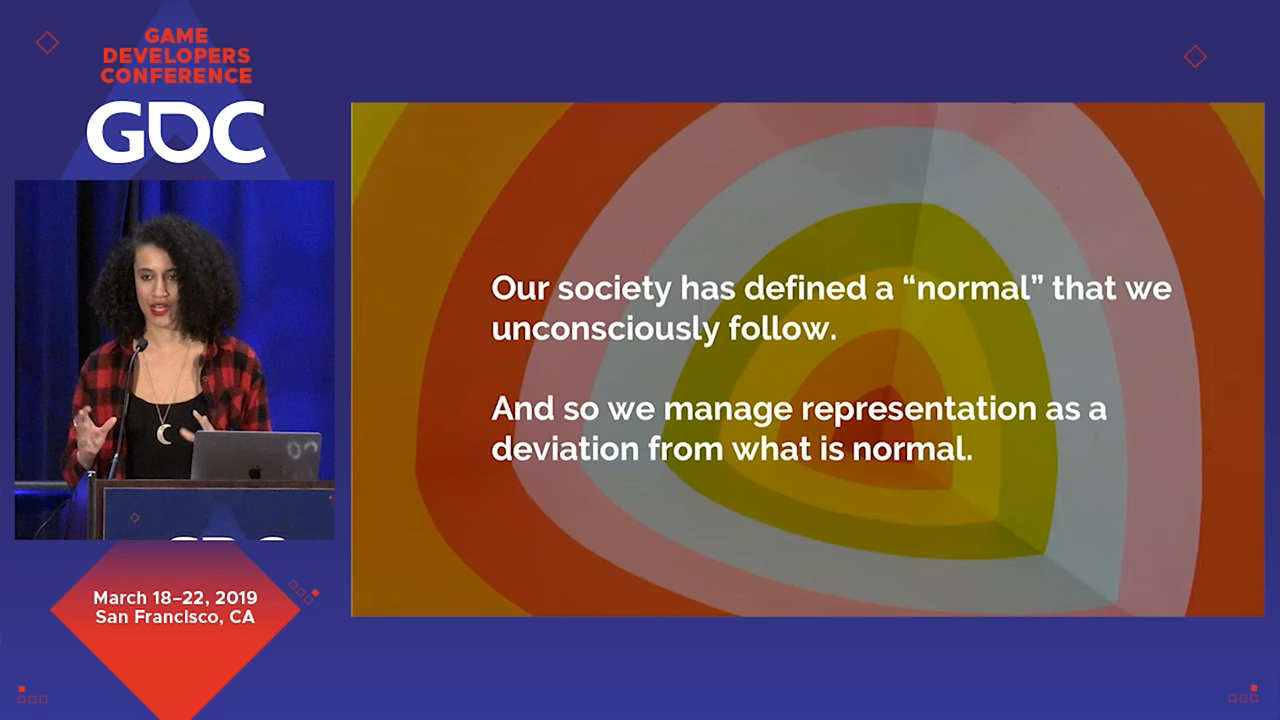 GAME
DEVELOPERS
CONFERENCE
GDC
Our society has defined a “normal” that we
unconsciously follow.
And so we manage representation as a
deviation from what is normal.
March 18–22, 2019
San Francisco, CA